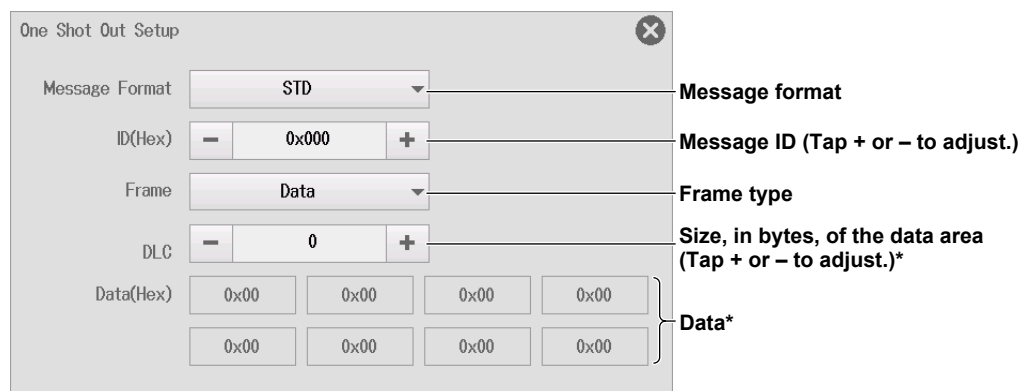 One Shot Out Setup
Message Format STD Message format
ID(Hex) − 0x000 + Message ID (Tap + or – to adjust.)
Frame Data Frame type
DLC − 0 + Size, in bytes, of the data area
(Tap + or – to adjust.)*
Data(Hex) 0x00 0x00 0x00 0x00
Data*
0x00 0x00 0x00 0x00